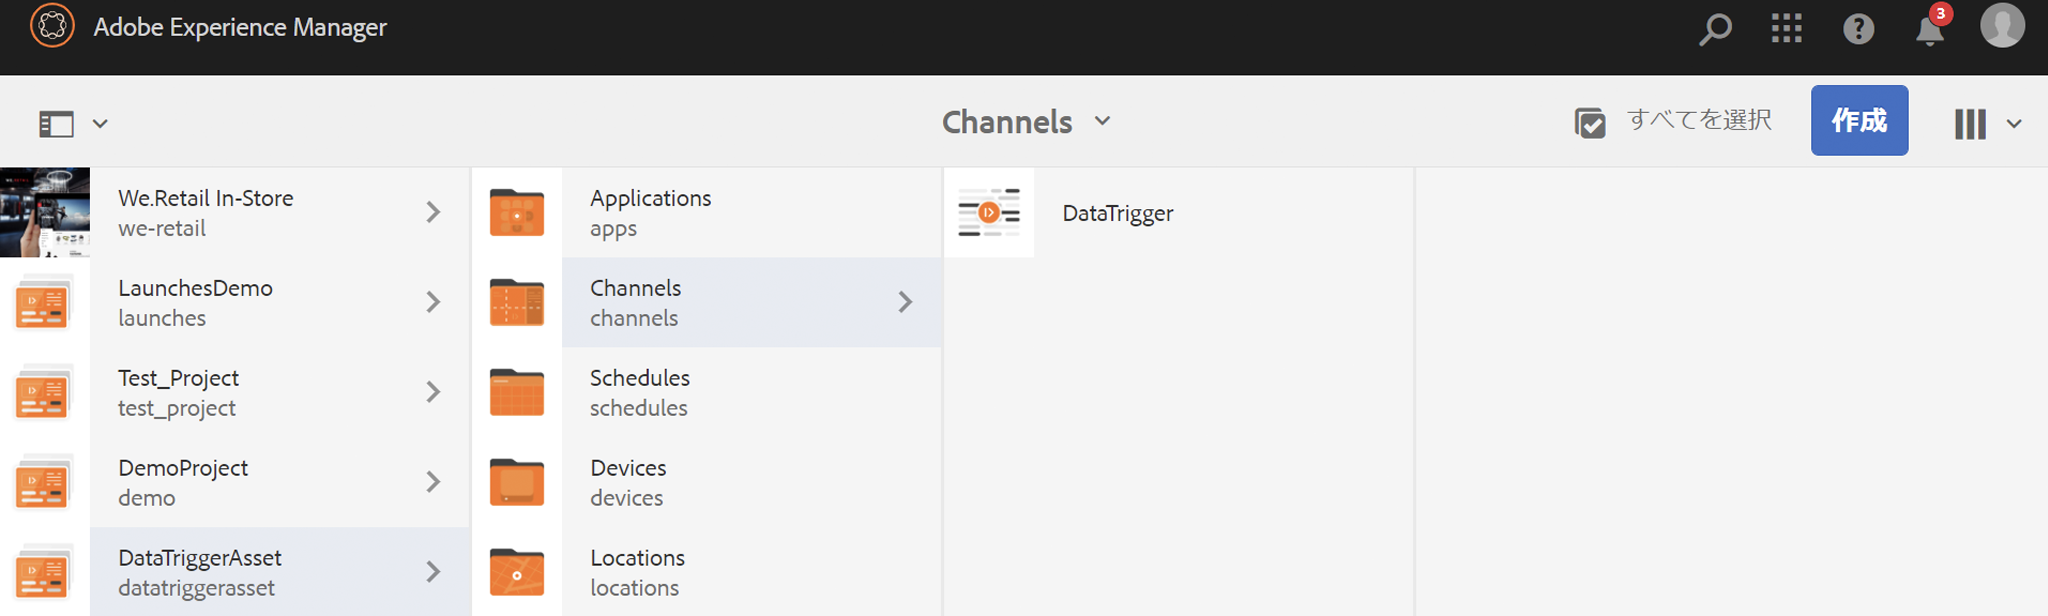 Adobe Experience Manager
3
Channels
すべてを選択
作成
We.Retail In-Store
we-retail
LaunchesDemo
launches
Test_Project
test_project
DemoProject
demo
DataTriggerAsset
datatriggerasset
Applications
apps
Channels
channels
Schedules
schedules
Devices
devices
Locations
locations
DataTrigger